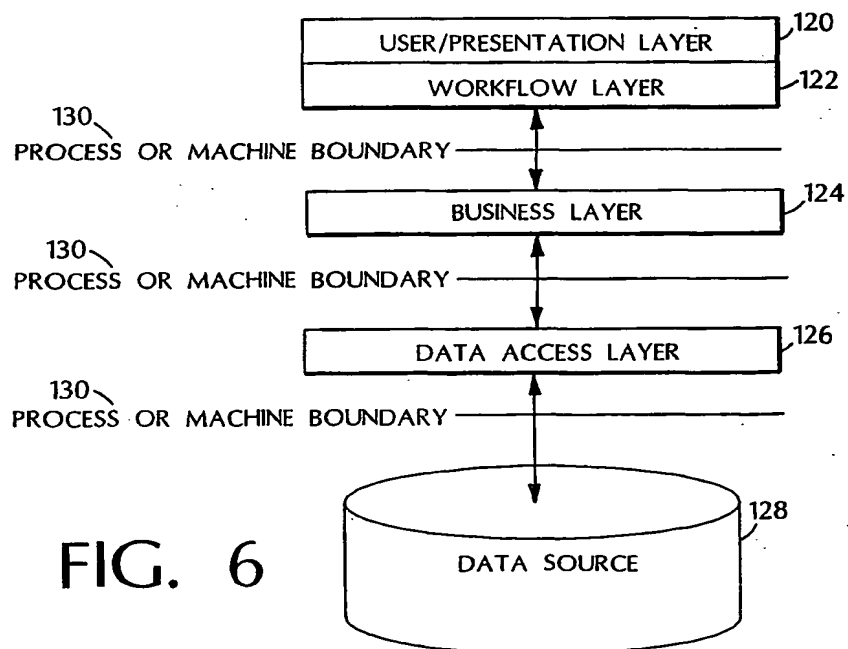 USER/PRESENTATION LAYER 120
WORKFLOW LAYER 122
130
PROCESS OR MACHINE BOUNDARY
BUSINESS LAYER 124
130
PROCESS OR MACHINE BOUNDARY
DATA ACCESS LAYER 126
130
PROCESS OR MACHINE BOUNDARY
128
DATA SOURCE
FIG. 6